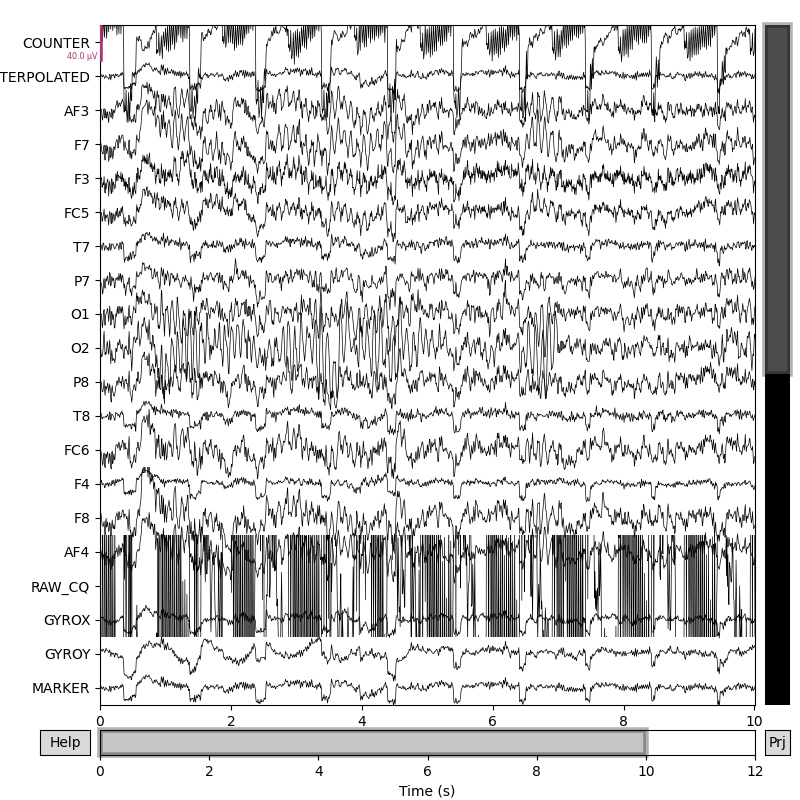 COUNTER
40.0 µV
TERPOLATED
AF3
F7
F3
FC5
T7
P7
O1
O2
P8
T8
FC6
F4
F8
AF4
RAW_CQ
GYROX
GYROY
MARKER
0 2 4 6 8 10
Help Prj
0 2 4 6 8 10 12
Time (s)